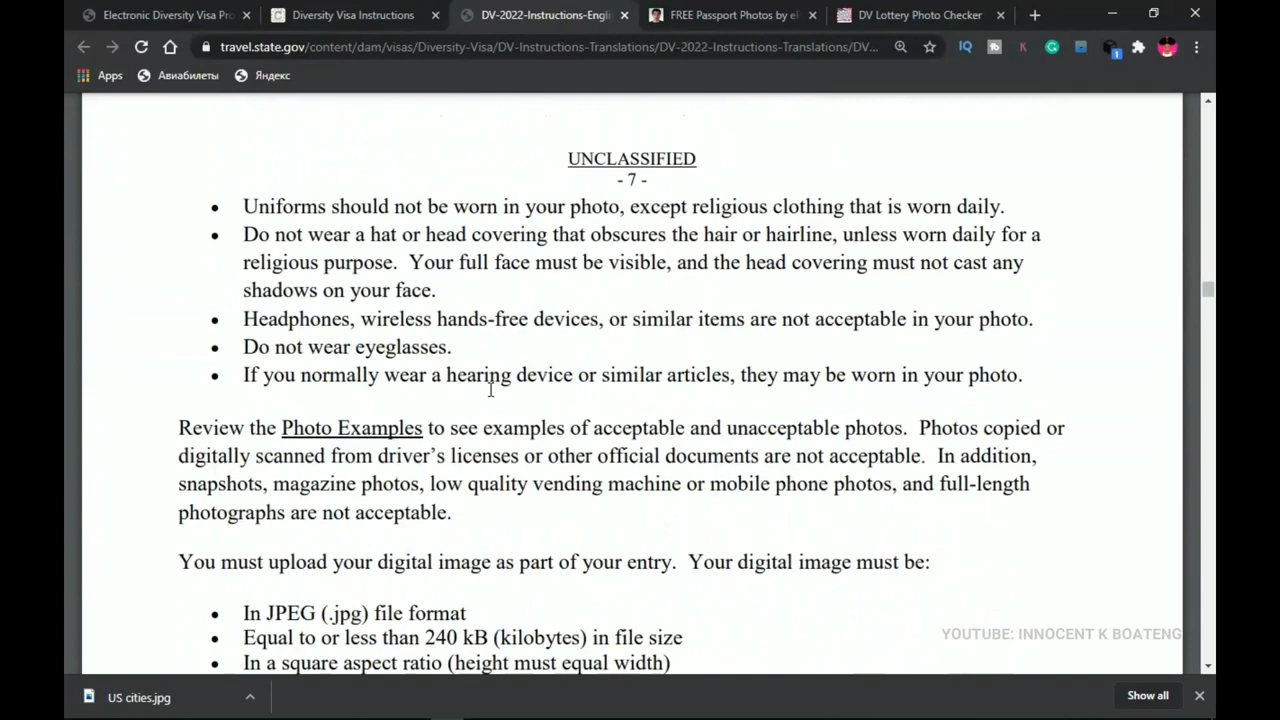 Electronic Diversity Visa Pro
Diversity Visa Instructions
DV-2022-Instructions-Engli
FREE Passport Photos by eP
DV Lottery Photo Checker
travel.state.gov/content/dam/visas/Diversity-Visa/DV-Instructions-Translations/DV-2022-Instructions-Translations/DV...
IQ
K
1
Apps
Авиабилеты
Яндекс
UNCLASSIFIED
- 7 -
• Uniforms should not be worn in your photo, except religious clothing that is worn daily.
• Do not wear a hat or head covering that obscures the hair or hairline, unless worn daily for a
religious purpose. Your full face must be visible, and the head covering must not cast any
shadows on your face.
• Headphones, wireless hands-free devices, or similar items are not acceptable in your photo.
• Do not wear eyeglasses.
• If you normally wear a hearing device or similar articles, they may be worn in your photo.
Review the Photo Examples to see examples of acceptable and unacceptable photos. Photos copied or
digitally scanned from driver's licenses or other official documents are not acceptable. In addition,
snapshots, magazine photos, low quality vending machine or mobile phone photos, and full-length
photographs are not acceptable.
You must upload your digital image as part of your entry. Your digital image must be:
• In JPEG (.jpg) file format
• Equal to or less than 240 kB (kilobytes) in file size
• In a square aspect ratio (height must equal width)
YOUTUBE: INNOCENT K BOATENG
US cities.jpg
Show all